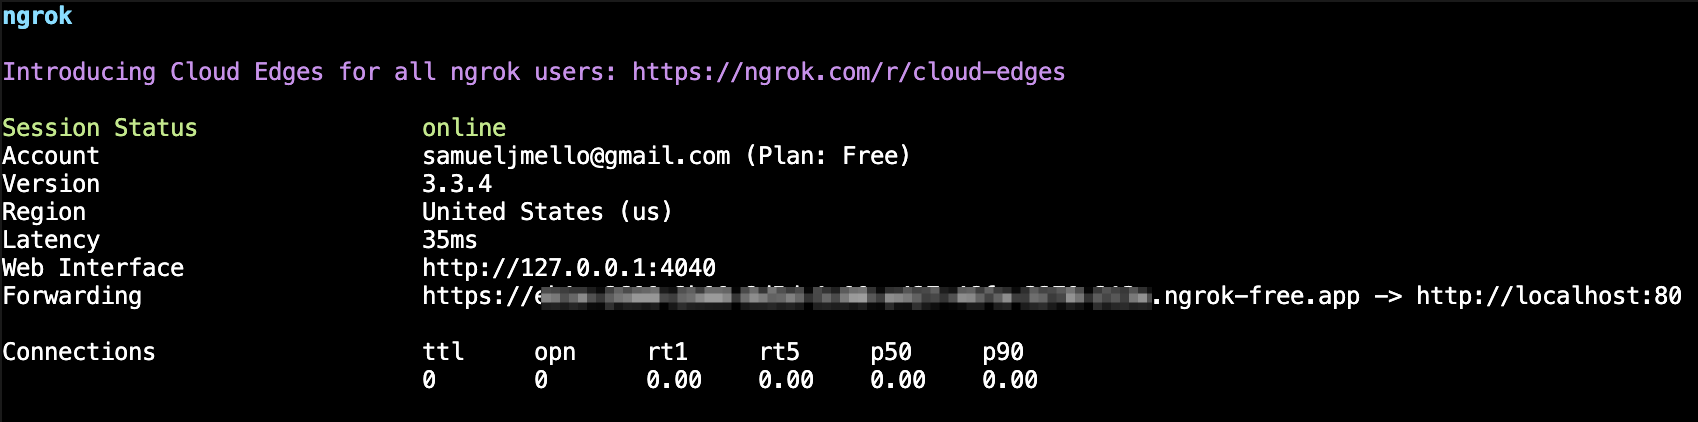 ngrok
Introducing Cloud Edges for all ngrok users: https://ngrok.com/r/cloud-edges
Session Status online
Account samueljmello@gmail.com (Plan: Free)
Version 3.3.4
Region United States (us)
Latency 35ms
Web Interface http://127.0.0.1:4040
Forwarding https:// .ngrok-free.app -> http://localhost:80
Connections ttl opn rt1 rt5 p50 p90
0 0 0.00 0.00 0.00 0.00